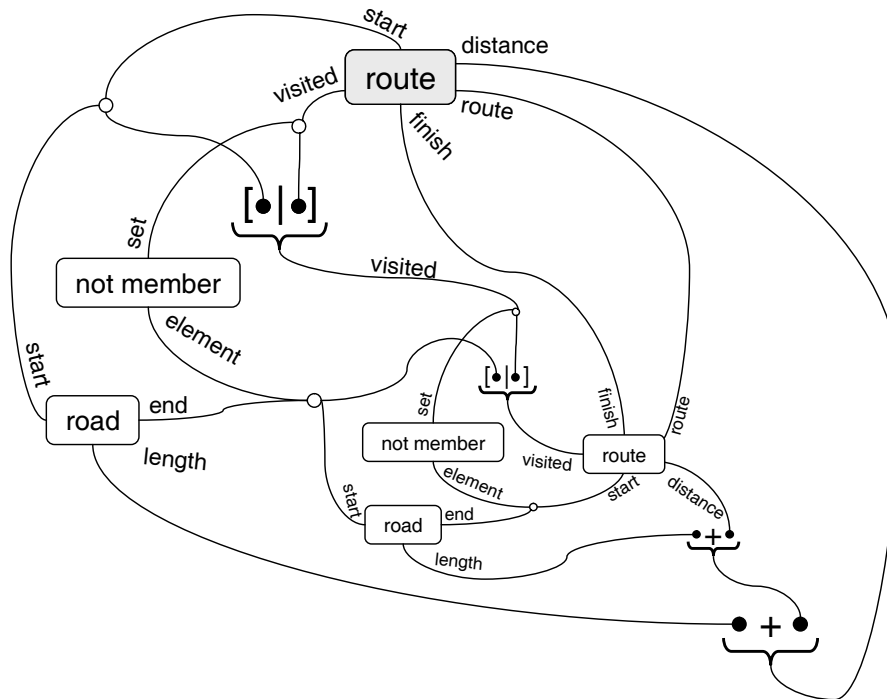 start
distance
route
visited
route
finish
[ | ]
set
visited
not member
element
start
[ | ]
road
end
set
finish
route
not member
length
visited
route
element
start
distance
start
road
end
+
length
+